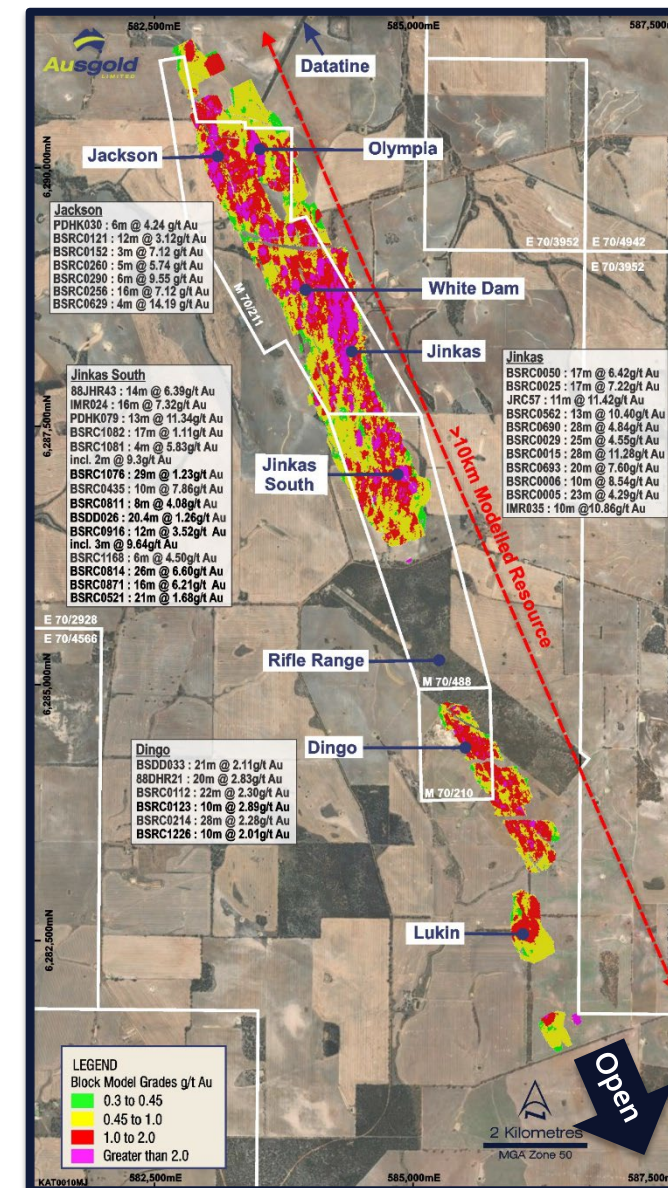 582,500mE
585,000mE
587,500
Ausgold
LIMITED
Datatine
Jackson
Olympia
6,290,000mN
E 70/3952
E 70/4942
E 70/3952
Jackson
PDHK030 : 6m @ 4.24 g/t Au
BSRC0121 : 12m @ 3.12g/t Au
BSRC0152 : 3m @ 7.12 g/t Au
BSRC0260 : 5m @ 5.74 g/t Au
BSRC0290 : 6m @ 9.55 g/t Au
BSRC0256 : 16m @ 7.12 g/t Au
BSRC0629 : 4m @ 14.19 g/t Au
M 70/211
White Dam
Jinkas
Jinkas
BSRC0050 : 17m @ 6.42g/t Au
BSRC0025 : 17m @ 7.22g/t Au
JRC57 : 11m @ 11.42g/t Au
BSRC0562 : 13m @ 10.40g/t Au
BSRC0690 : 28m @ 4.84g/t Au
BSRC0029 : 25m @ 4.55g/t Au
BSRC0015 : 28m @ 11.28g/t Au
BSRC0693 : 20m @ 7.60g/t Au
BSRC0006 : 10m @ 8.54g/t Au
BSRC0005 : 23m @ 4.29g/t Au
IMR035 : 10m @10.86g/t Au
Jinkas South
88JHR43 : 14m @ 6.39g/t Au
IMR024 : 16m @ 7.32g/t Au
PDHK079 : 13m @ 11.34g/t Au
BSRC1082 : 17m @ 1.11g/t Au
BSRC1081 : 4m @ 5.83g/t Au
incl. 2m @ 9.3g/t Au
BSRC1076 : 29m @ 1.23g/t Au
BSRC0435 : 10m @ 7.86g/t Au
BSRC0811 : 8m @ 4.08g/t Au
BSDD026 : 20.4m @ 1.26g/t Au
BSRC0916 : 12m @ 3.52g/t Au
incl. 3m @ 9.64g/t Au
BSRC1168 : 6m @ 4.50g/t Au
BSRC0814 : 26m @ 6.60g/t Au
BSRC0871 : 16m @ 6.21g/t Au
BSRC0521 : 21m @ 1.68g/t Au
6,287,500mN
Jinkas
South
>10km Modelled Resource
E 70/2928
E 70/4566
Rifle Range
M 70/488
6,285,000mN
Dingo
Dingo
BSDD033 : 21m @ 2.11g/t Au
88DHR21 : 20m @ 2.83g/t Au
BSRC0112 : 22m @ 2.30g/t Au
BSRC0123 : 10m @ 2.89g/t Au
BSRC0214 : 28m @ 2.28g/t Au
BSRC1226 : 10m @ 2.01g/t Au
M 70/210
Lukin
6,282,500mN
LEGEND
Block Model Grades g/t Au
0.3 to 0.45
0.45 to 1.0
1.0 to 2.0
Greater than 2.0
2 Kilometres
MGA Zone 50
Open
KAT0010MJ
582,500mE
585,000mE
587,500